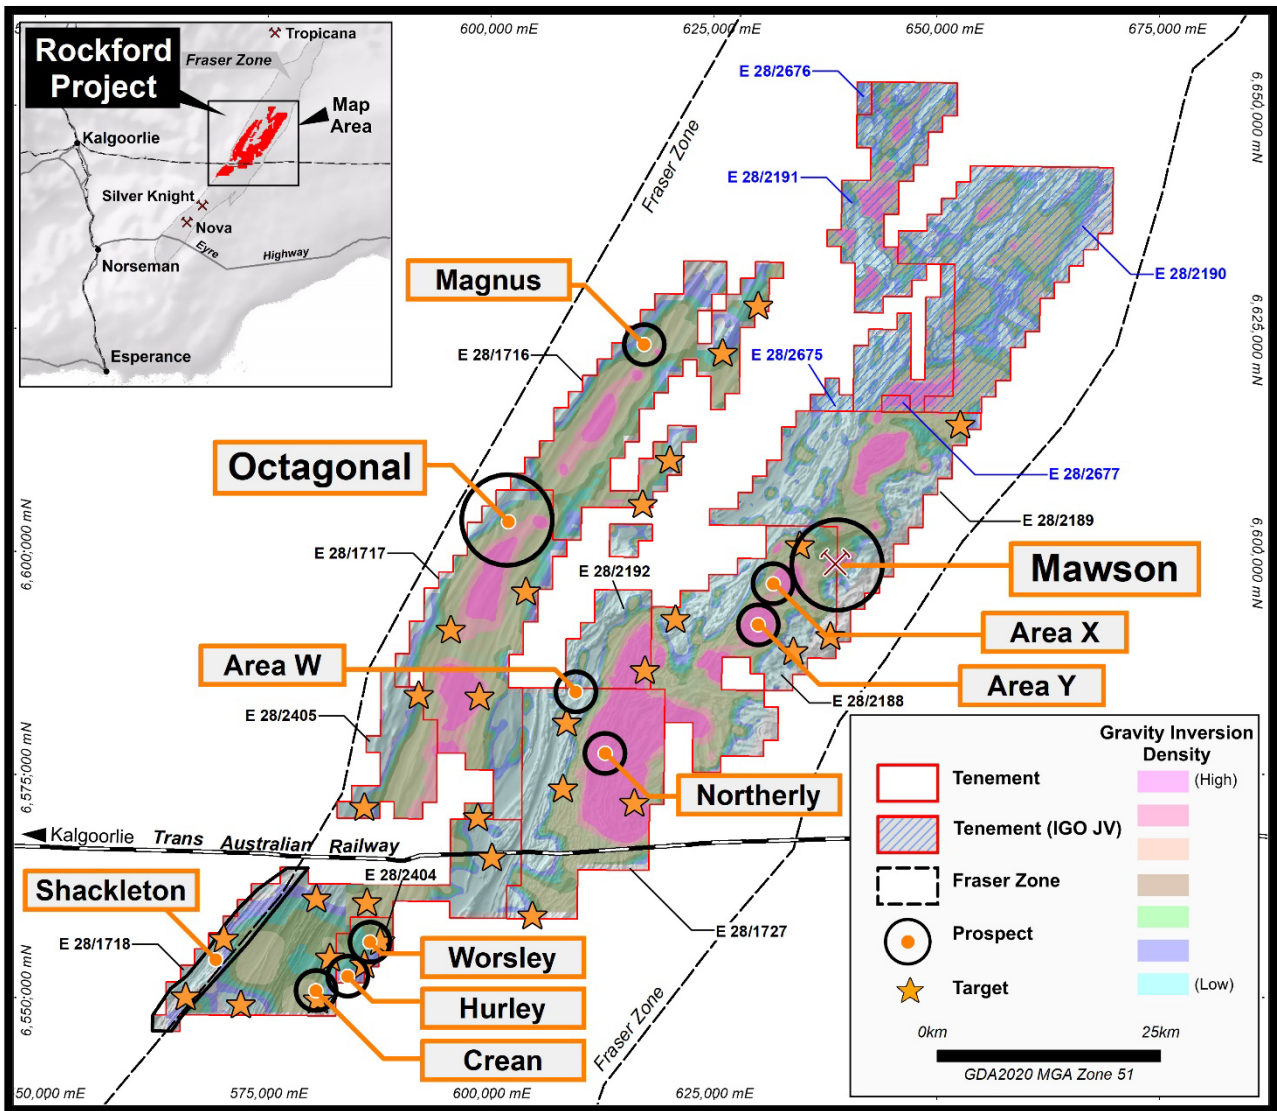 600,000 mE
625,000 mE
650,000 mE
675,000 mE
Rockford
Project
Tropicana
Fraser Zone
Map
Area
Kalgoorlie
Silver Knight
Nova
Eyre
Highway
Norseman
Esperance
E 28/2676
6,650,000 mN
Fraser Zone
E 28/2191
E 28/2190
Magnus
6,625,000 mN
E 28/1716
E 28/2675
Octagonal
E 28/2677
E 28/2189
6,600,000 mN
6,600,000 mN
E 28/1717
E 28/2192
Mawson
Area X
Area W
Area Y
E 28/2188
E 28/2405
Northerly
6,575,000 mN
Kalgoorlie
Trans Australian Railway
E 28/2404
Shackleton
E 28/1718
E 28/1727
Worsley
Hurley
Crean
6,550,000 mN
Fraser Zone
Gravity Inversion
Density
Tenement
(High)
Tenement (IGO JV)
Fraser Zone
Prospect
Target
(Low)
0km
25km
GDA2020 MGA Zone 51
50,000 mE
575,000 mE
600,000 mE
625,000 mE